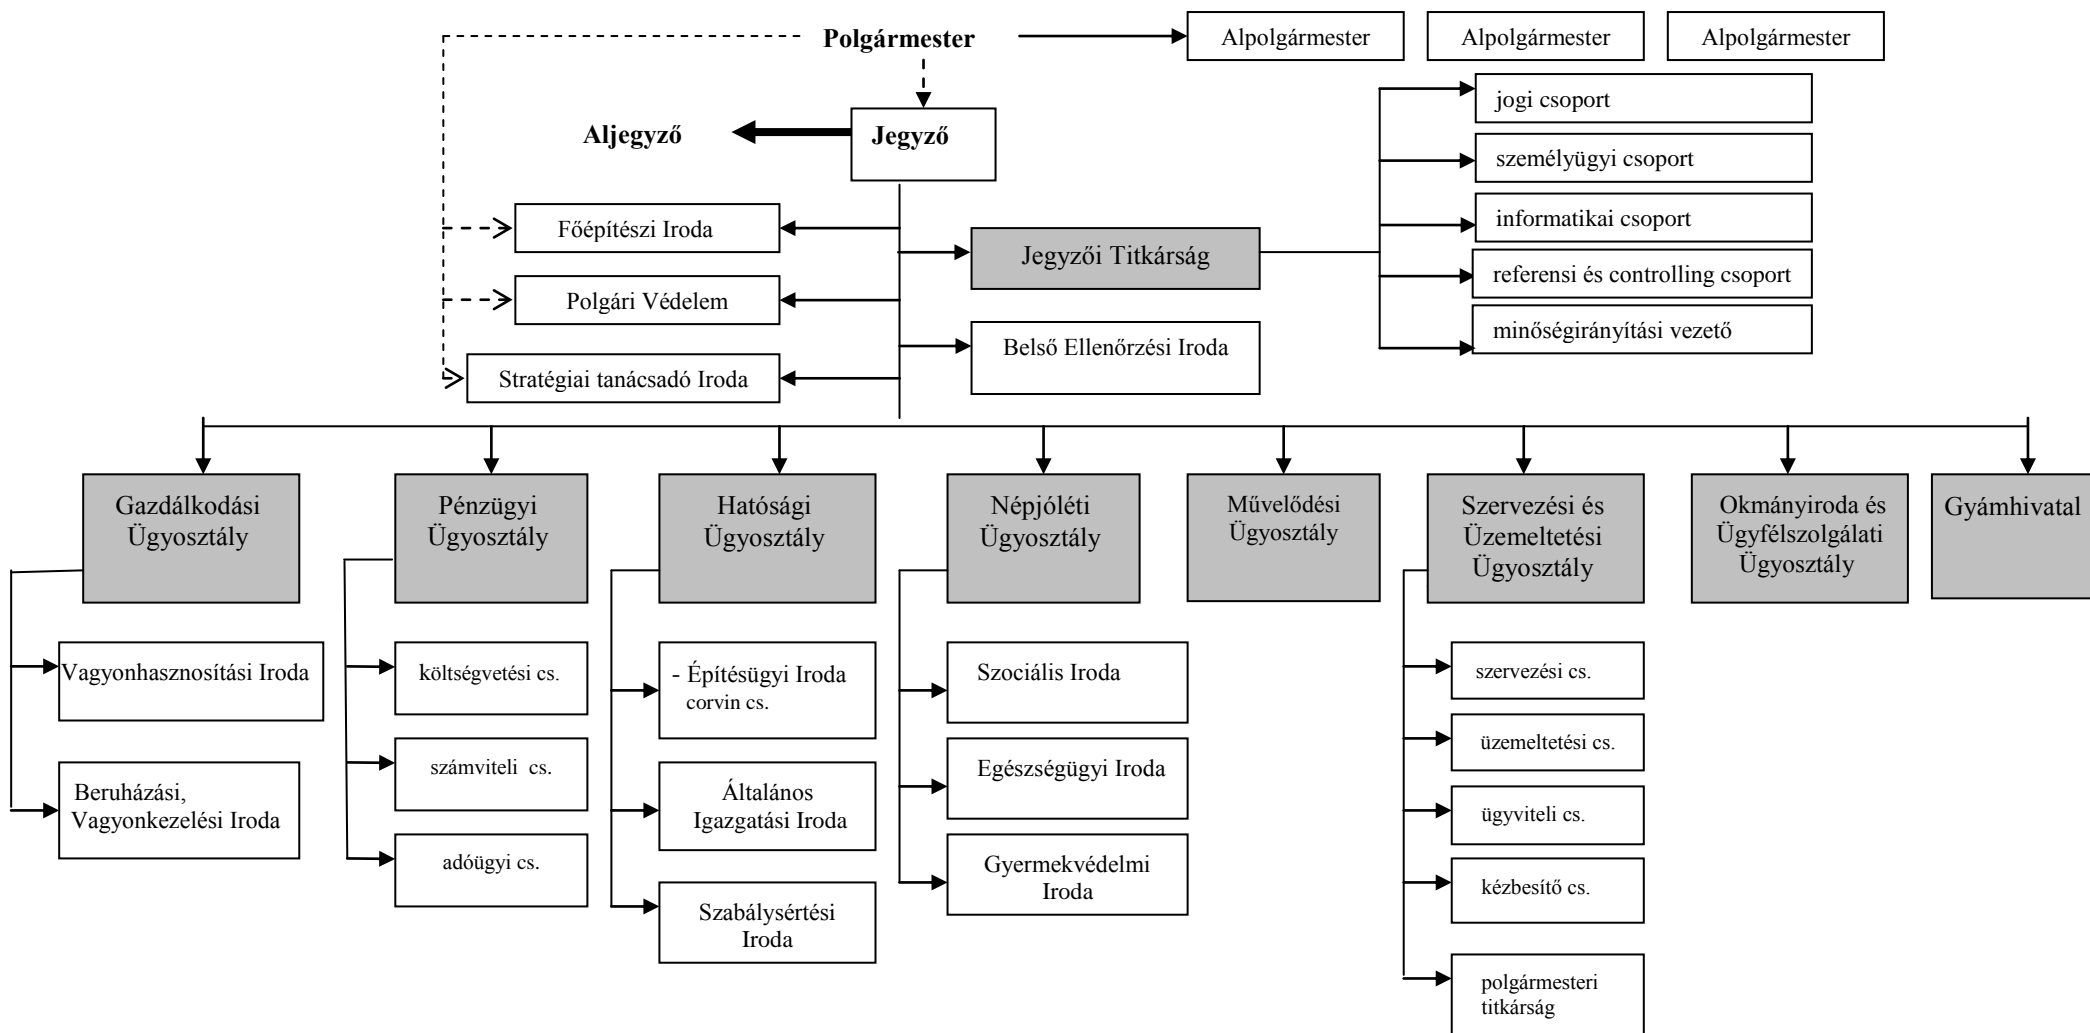 Polgármester
Alpolgármester
Alpolgármester
Alpolgármester
Aljegyző
Jegyző
jogi csoport
személyügyi csoport
informatikai csoport
referensi és controlling csoport
minőségirányítási vezető
Főépítészi Iroda
Jegyzői Titkárság
Polgári Védelem
Belső Ellenőrzési Iroda
Stratégiai tanácsadó Iroda
Gazdálkodási
Ügyosztály
Pénzügyi
Ügyosztály
Hatósági
Ügyosztály
Népjóléti
Ügyosztály
Művelődési
Ügyosztály
Szervezési és
Üzemeltetési
Ügyosztály
Okmányiroda és
Ügyfélszolgálati
Ügyosztály
Gyámhivatal
Vagyonhasznosítási Iroda
Beruházási,
Vagyonkezelési Iroda
költségvetési cs.
számviteli cs.
adóügyi cs.
- Építésügyi Iroda
corvin cs.
Általános
Igazgatási Iroda
Szabálysértési
Iroda
Szociális Iroda
Egészségügyi Iroda
Gyermekvédelmi
Iroda
szervezési cs.
üzemeltetési cs.
ügyviteli cs.
kézbesítő cs.
polgármesteri
titkárság